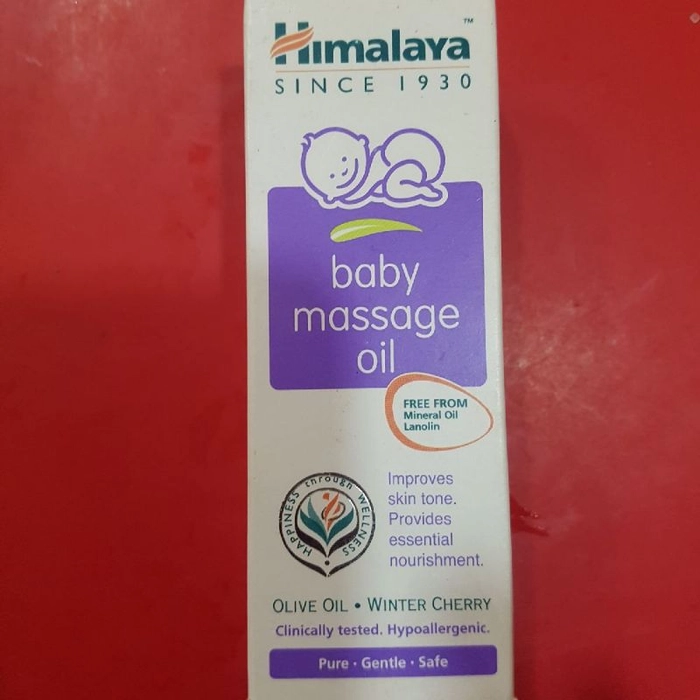 Himalaya™
SINCE 1930
baby
massage
oil
FREE FROM
Mineral Oil
Lanolin
HAPPINESS through WELLNESS
Improves
skin tone.
Provides
essential
nourishment.
OLIVE OIL • WINTER CHERRY
Clinically tested. Hypoallergenic.
Pure · Gentle · Safe